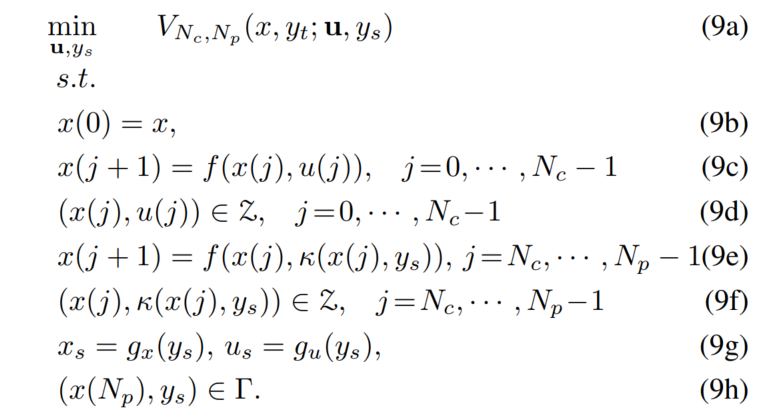 min_{𝐮,y_s} V_{N_c,N_p}(x, y_t; 𝐮, y_s) (9a)
s.t.
x(0) = x, (9b)
x(j + 1) = f(x(j), u(j)), j=0, ⋯ , N_c − 1 (9c)
(x(j), u(j)) ∈ 𝒵, j=0, ⋯ , N_c−1 (9d)
x(j + 1) = f(x(j), κ(x(j), y_s)), j=N_c, ⋯ , N_p − 1(9e)
(x(j), κ(x(j), y_s)) ∈ 𝒵, j=N_c, ⋯ , N_p−1 (9f)
x_s = g_x(y_s), u_s = g_u(y_s), (9g)
(x(N_p), y_s) ∈ Γ. (9h)